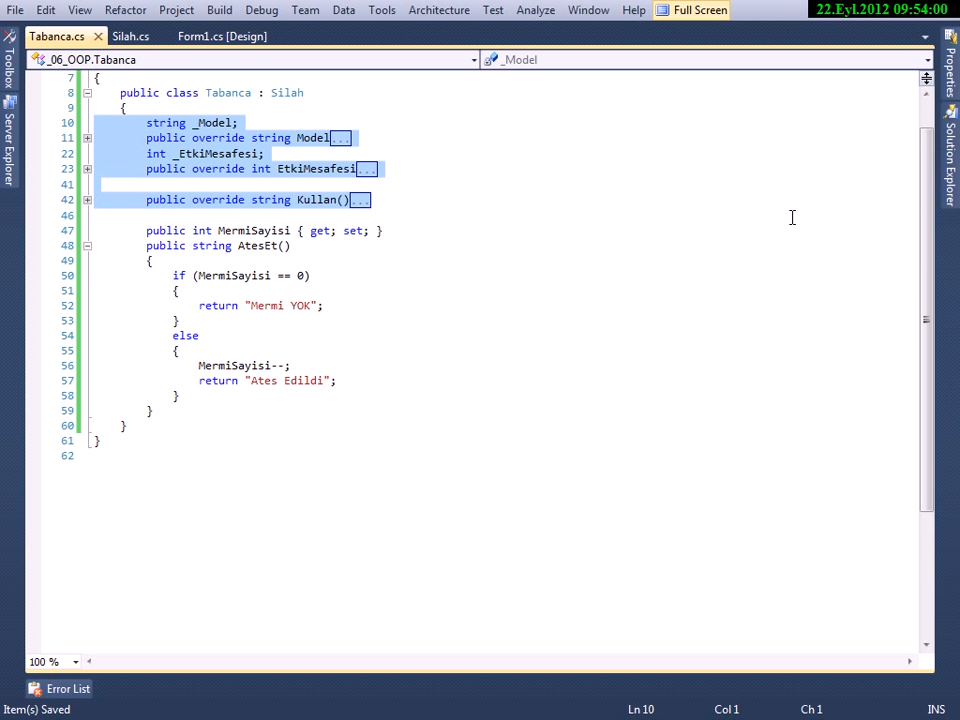 File Edit View Refactor Project Build Debug Team Data Tools Architecture Test Analyze Window Help Full Screen 22.Eyl.2012 09:54:00
Tabanca.cs Silah.cs Form1.cs [Design]
_06_OOP.Tabanca _Model
Toolbox
Server Explorer
Properties
Solution Explorer
7 {
8 public class Tabanca : Silah
9 {
10 string _Model;
11 public override string Model...
22 int _EtkiMesafesi;
23 public override int EtkiMesafesi...
41
42 public override string Kullan()...
46
47 public int MermiSayisi { get; set; }
48 public string AtesEt()
49 {
50 if (MermiSayisi == 0)
51 {
52 return "Mermi YOK";
53 }
54 else
55 {
56 MermiSayisi--;
57 return "Ates Edildi";
58 }
59 }
60 }
61 }
62
100 %
Error List
Item(s) Saved Ln 10 Col 1 Ch 1 INS